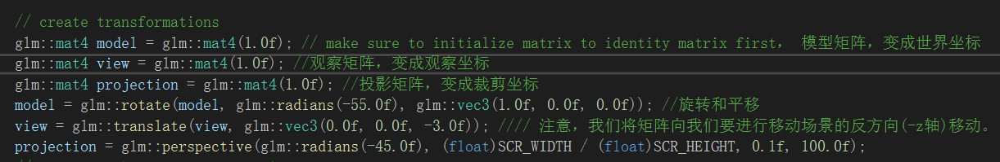 // create transformations
glm::mat4 model = glm::mat4(1.0f); // make sure to initialize matrix to identity matrix first， 模型矩阵，变成世界坐标
glm::mat4 view = glm::mat4(1.0f); //观察矩阵，变成观察坐标
glm::mat4 projection = glm::mat4(1.0f); //投影矩阵，变成裁剪坐标
model = glm::rotate(model, glm::radians(-55.0f), glm::vec3(1.0f, 0.0f, 0.0f)); //旋转和平移
view = glm::translate(view, glm::vec3(0.0f, 0.0f, -3.0f)); //// 注意，我们将矩阵向我们要进行移动场景的反方向(-z轴)移动。
projection = glm::perspective(glm::radians(-45.0f), (float)SCR_WIDTH / (float)SCR_HEIGHT, 0.1f, 100.0f);